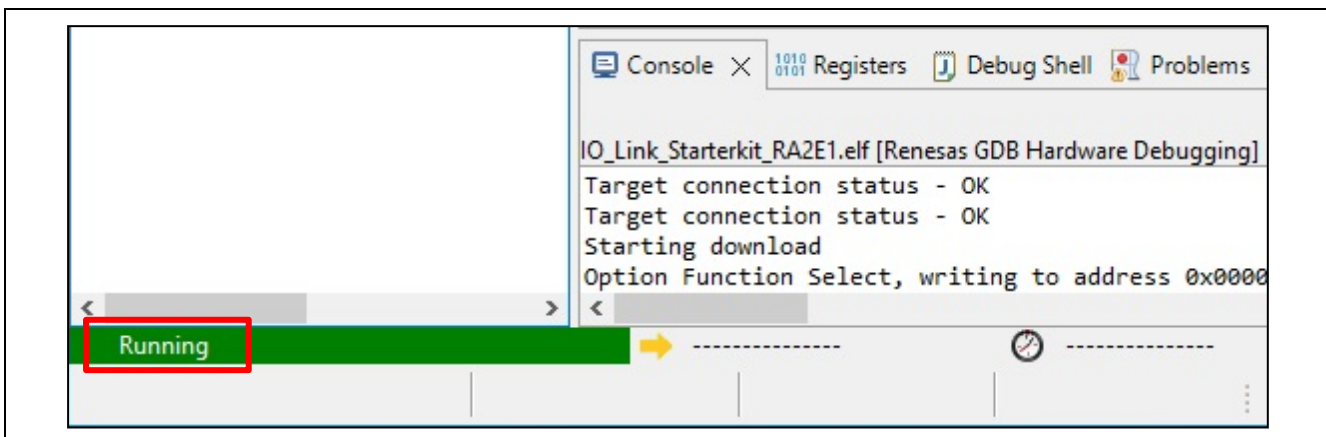 Console Registers Debug Shell Problems
IO_Link_Starterkit_RA2E1.elf [Renesas GDB Hardware Debugging]
Target connection status - OK
Target connection status - OK
Starting download
Option Function Select, writing to address 0x0000
Running --------------- ---------------